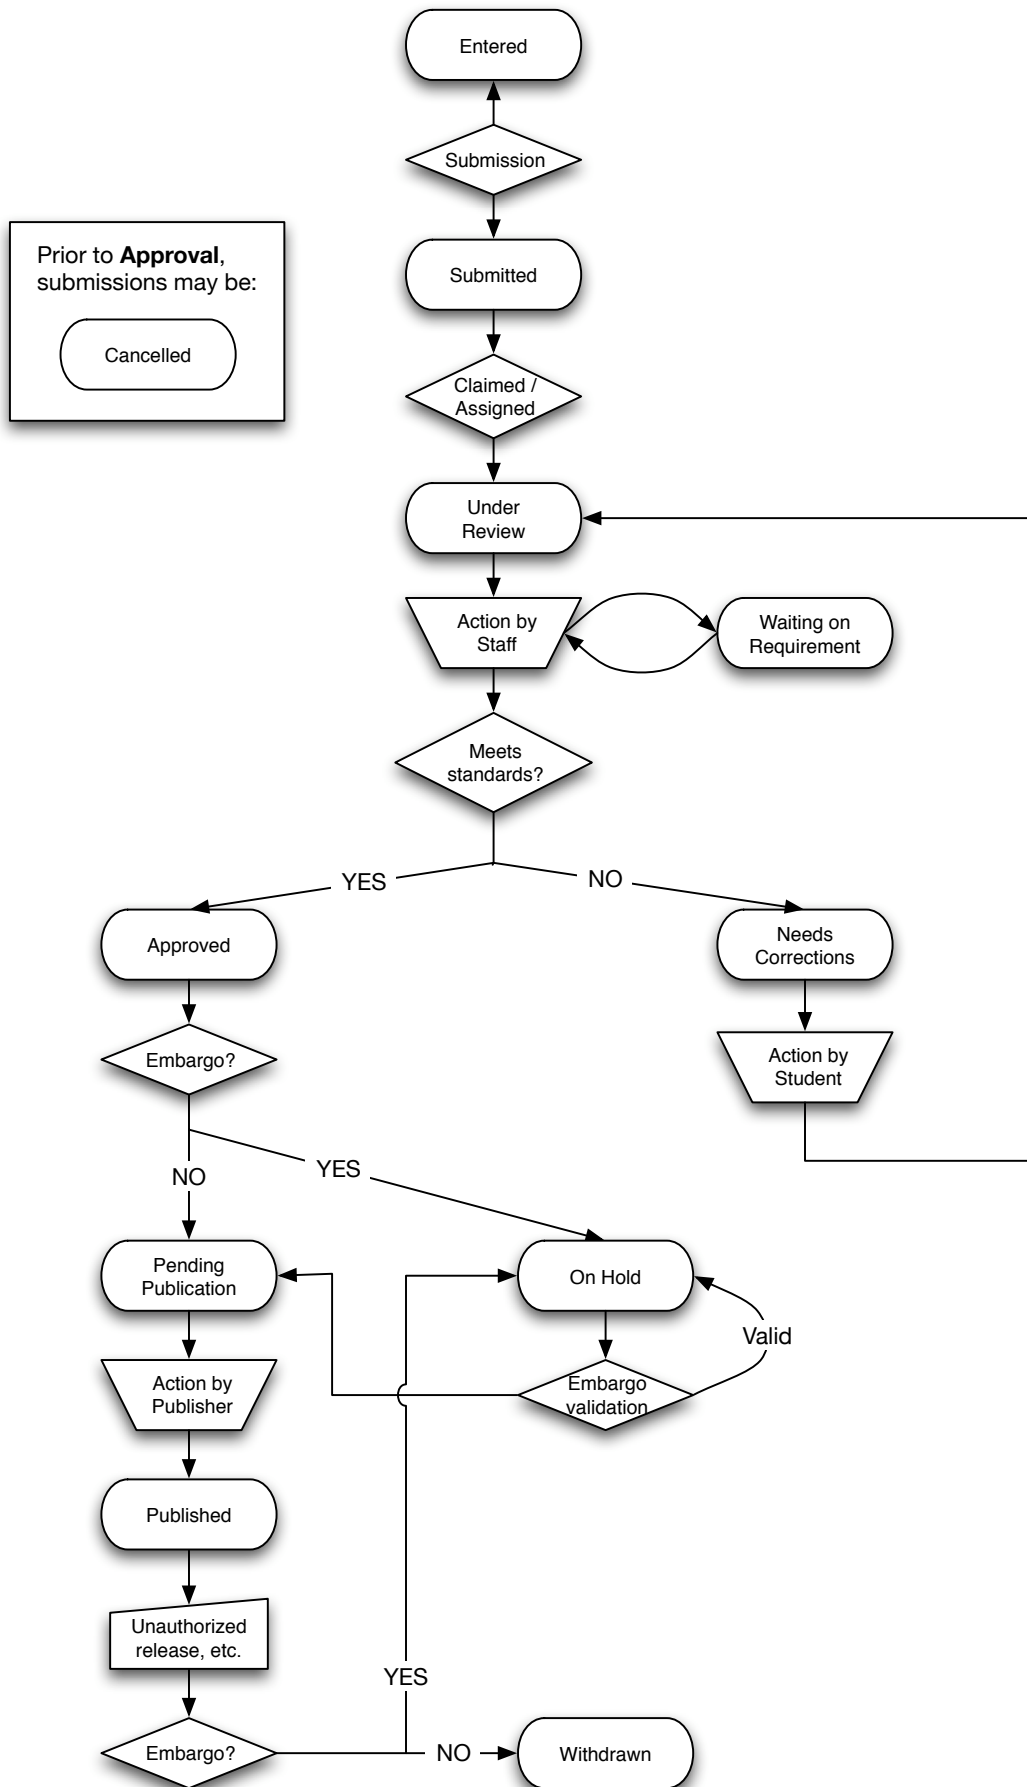 Entered
Submission
Prior to Approval,
submissions may be:
Cancelled
Submitted
Claimed /
Assigned
Under
Review
Action by
Staff
Waiting on
Requirement
Meets
standards?
YES
NO
Approved
Needs
Corrections
Embargo?
Action by
Student
YES
NO
Pending
Publication
On Hold
Valid
Action by
Publisher
Embargo
validation
Published
Unauthorized
release, etc.
YES
Embargo?
NO
Withdrawn